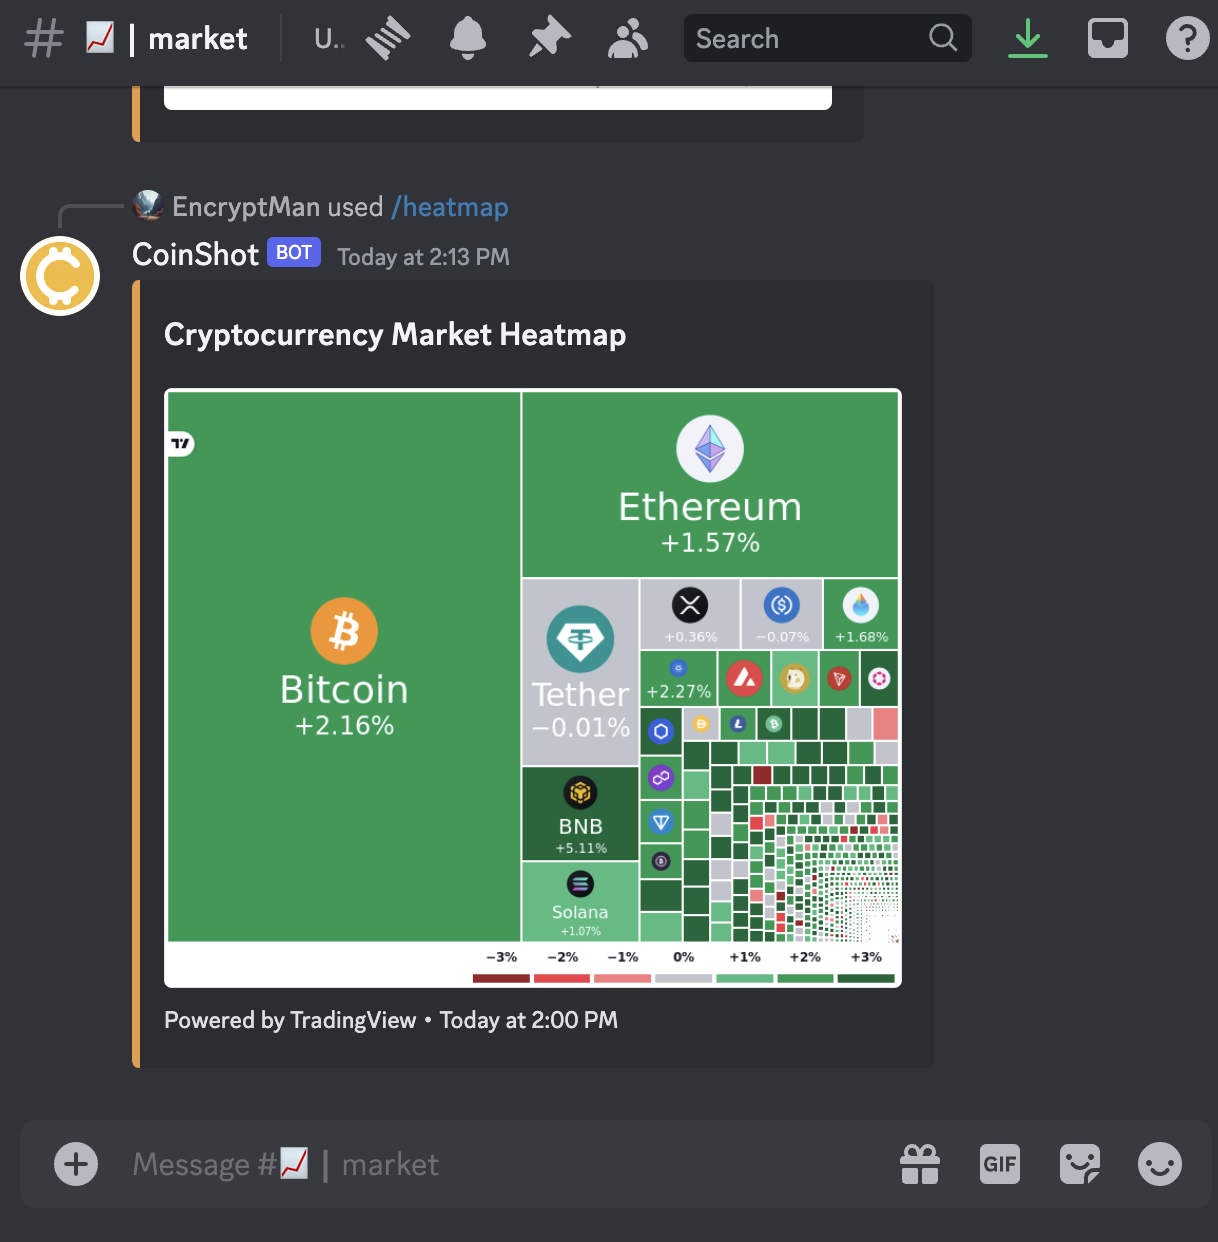 | market
U..
Search
EncryptMan used /heatmap
CoinShot BOT Today at 2:13 PM
Cryptocurrency Market Heatmap
Ethereum
+1.57%
Bitcoin
+2.16%
Tether
−0.01%
+0.36%
−0.07%
+1.68%
+2.27%
BNB
+5.11%
Solana
+1.07%
−3% −2% −1% 0% +1% +2% +3%
Powered by TradingView • Today at 2:00 PM
Message # | market
GIF